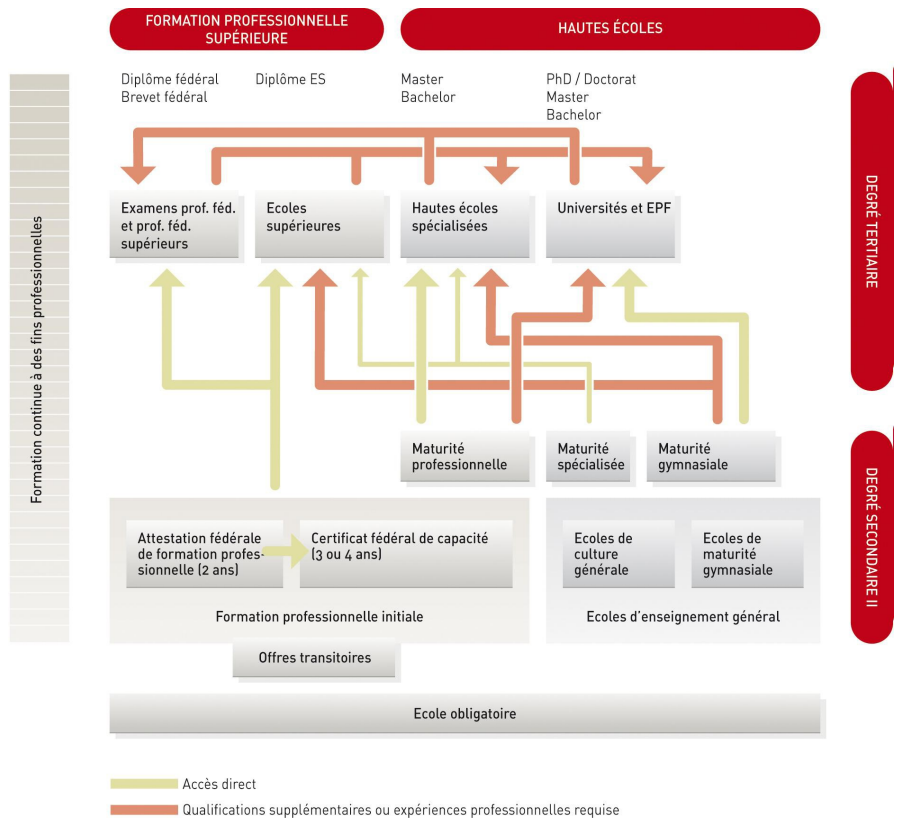 FORMATION PROFESSIONNELLE
SUPÉRIEURE
HAUTES ÉCOLES
Diplôme fédéral
Brevet fédéral
Diplôme ES
Master
Bachelor
PhD / Doctorat
Master
Bachelor
Examens prof. féd.
et prof. féd.
supérieurs
Ecoles
supérieures
Hautes écoles
spécialisées
Universités et EPF
DEGRÉ TERTIAIRE
Formation continue à des fins professionnelles
Maturité
professionnelle
Maturité
spécialisée
Maturité
gymnasiale
DEGRÉ SECONDAIRE II
Attestation fédérale
de formation profes-
sionnelle (2 ans)
Certificat fédéral de capacité
(3 ou 4 ans)
Ecoles de
culture
générale
Ecoles de
maturité
gymnasiale
Formation professionnelle initiale
Ecoles d'enseignement général
Offres transitoires
Ecole obligatoire
Accès direct
Qualifications supplémentaires ou expériences professionnelles requise